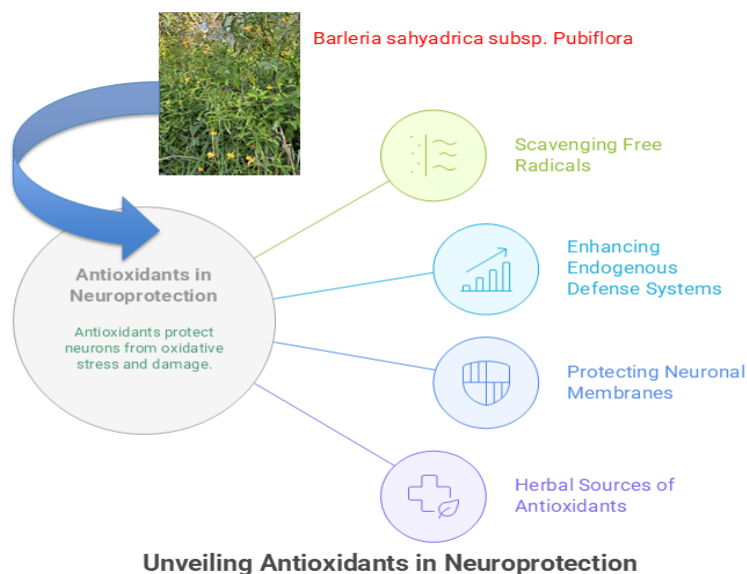 Barleria sahyadrica subsp. Pubiflora
Scavenging Free
Radicals
Enhancing
Endogenous
Defense Systems
Antioxidants in
Neuroprotection
Antioxidants protect
neurons from oxidative
stress and damage.
Protecting Neuronal
Membranes
Herbal Sources of
Antioxidants
Unveiling Antioxidants in Neuroprotection